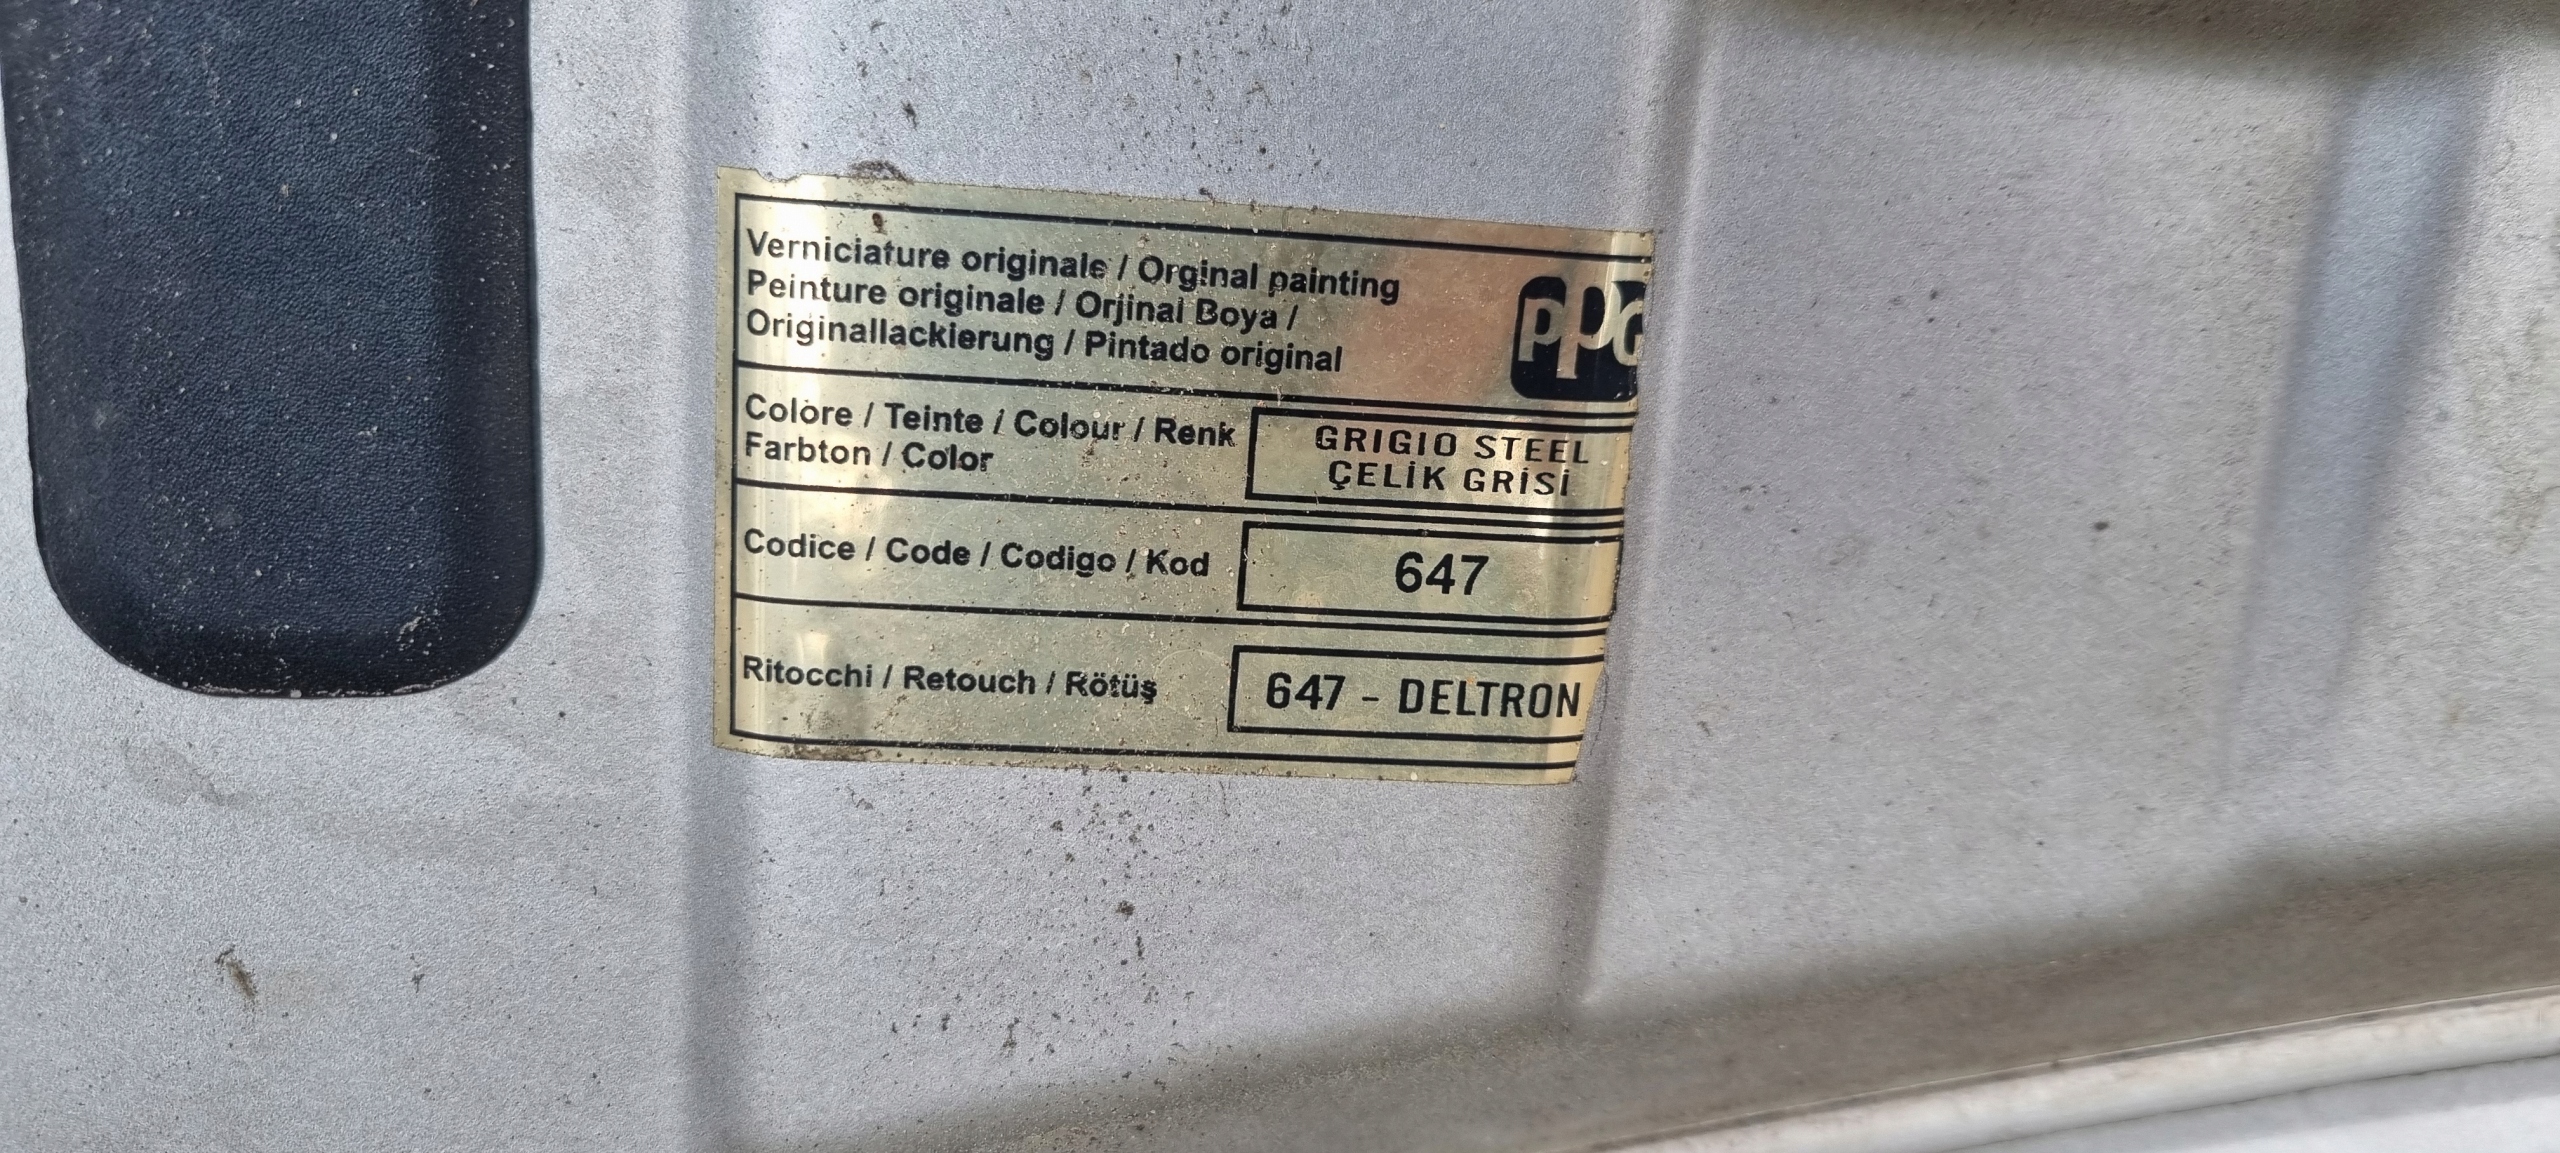 Verniciature originale / Orginal painting
Peinture originale / Orjinal Boya /
Originallackierung / Pintado original
PPG
Colore / Teinte / Colour / Renk
Farbton / Color
GRIGIO STEEL
ÇELİK GRİSİ
Codice / Code / Codigo / Kod
647
Ritocchi / Retouch / Rötüş
647 - DELTRON